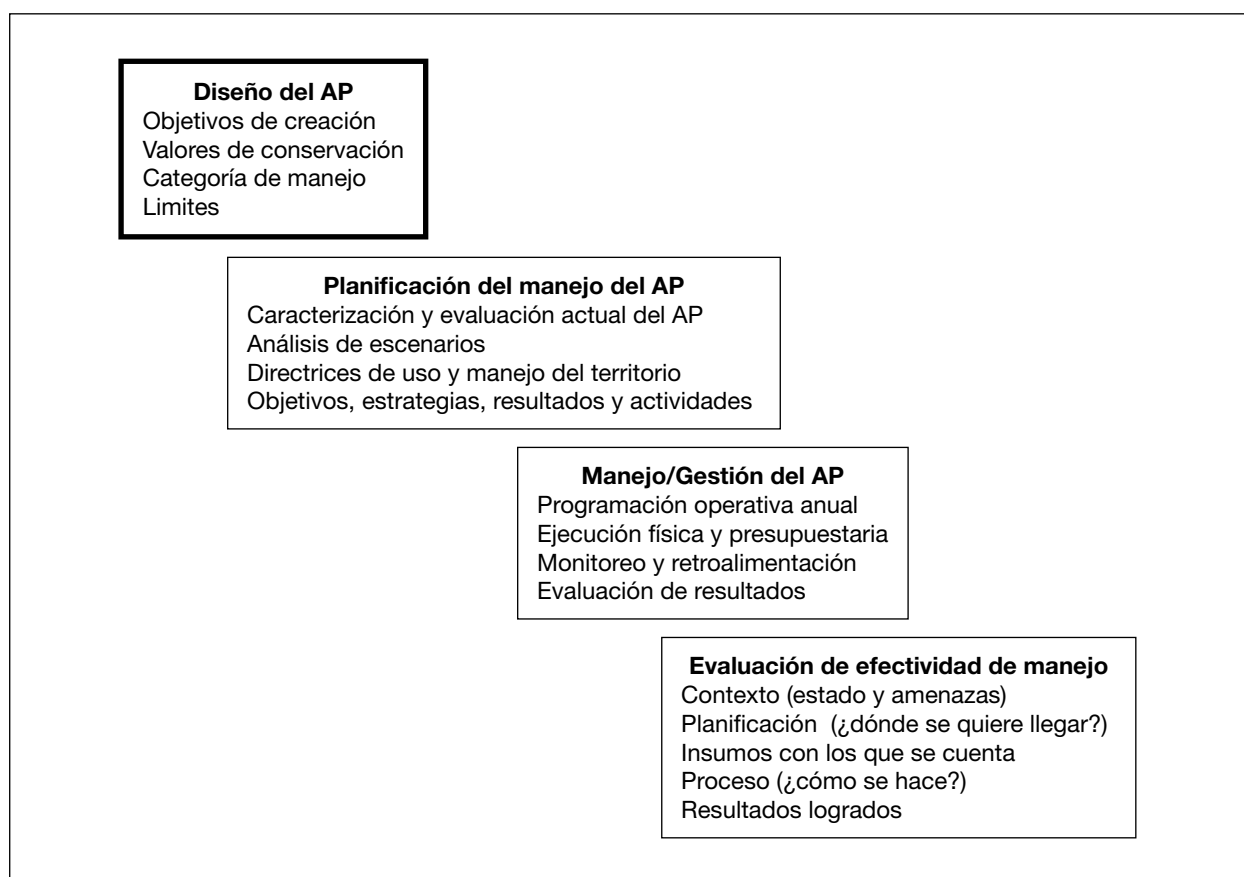 Diseño del AP
Objetivos de creación
Valores de conservación
Categoría de manejo
Limites
Planificación del manejo del AP
Caracterización y evaluación actual del AP
Análisis de escenarios
Directrices de uso y manejo del territorio
Objetivos, estrategias, resultados y actividades
Manejo/Gestión del AP
Programación operativa anual
Ejecución física y presupuestaria
Monitoreo y retroalimentación
Evaluación de resultados
Evaluación de efectividad de manejo
Contexto (estado y amenazas)
Planificación  (¿dónde se quiere llegar?)
Insumos con los que se cuenta
Proceso (¿cómo se hace?)
Resultados logrados